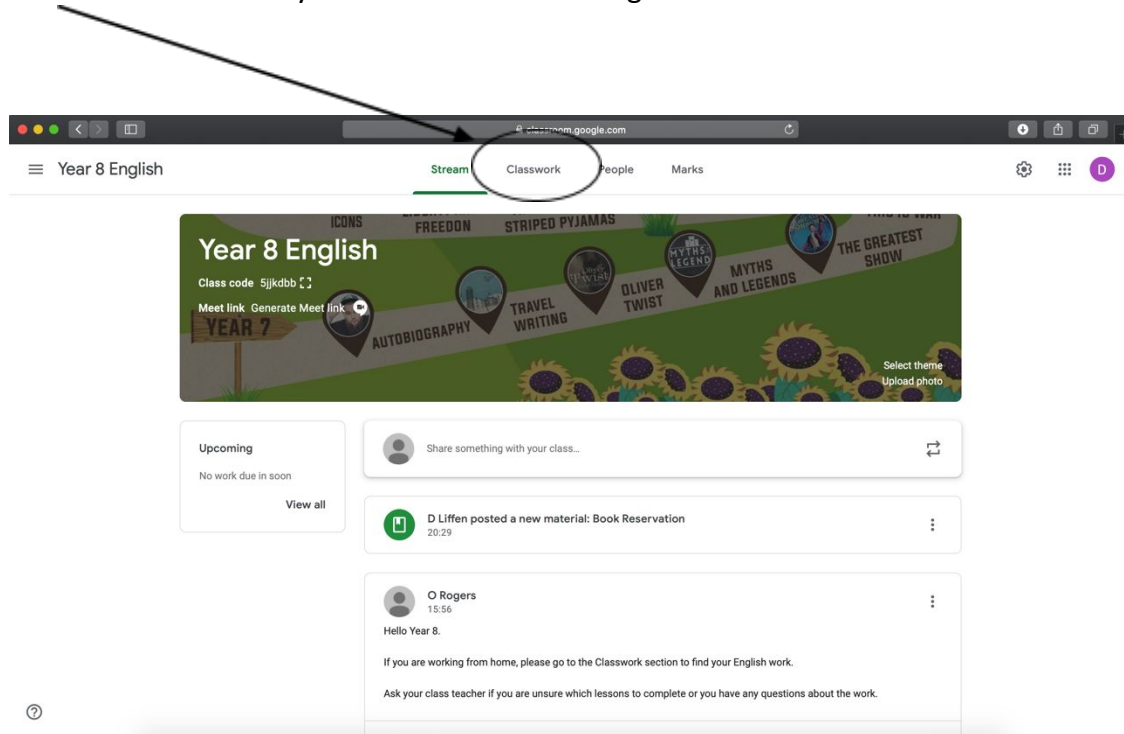 classroom.google.com
Year 8 English
Stream Classwork People Marks
D
ICONS
FREEDON
STRIPED PYJAMAS
THIS IS WAR
Year 8 English
Class code 5jjkdbb
Meet link Generate Meet link
YEAR 7
AUTOBIOGRAPHY
TRAVEL
WRITING
Twist
OLIVER
TWIST
MYTHS
LEGEND
MYTHS
AND LEGENDS
THE GREATEST
SHOW
Select theme
Upload photo
Upcoming
No work due in soon
View all
Share something with your class...
D Liffen posted a new material: Book Reservation
20:29
O Rogers
15:56
Hello Year 8.
If you are working from home, please go to the Classwork section to find your English work.
Ask your class teacher if you are unsure which lessons to complete or you have any questions about the work.